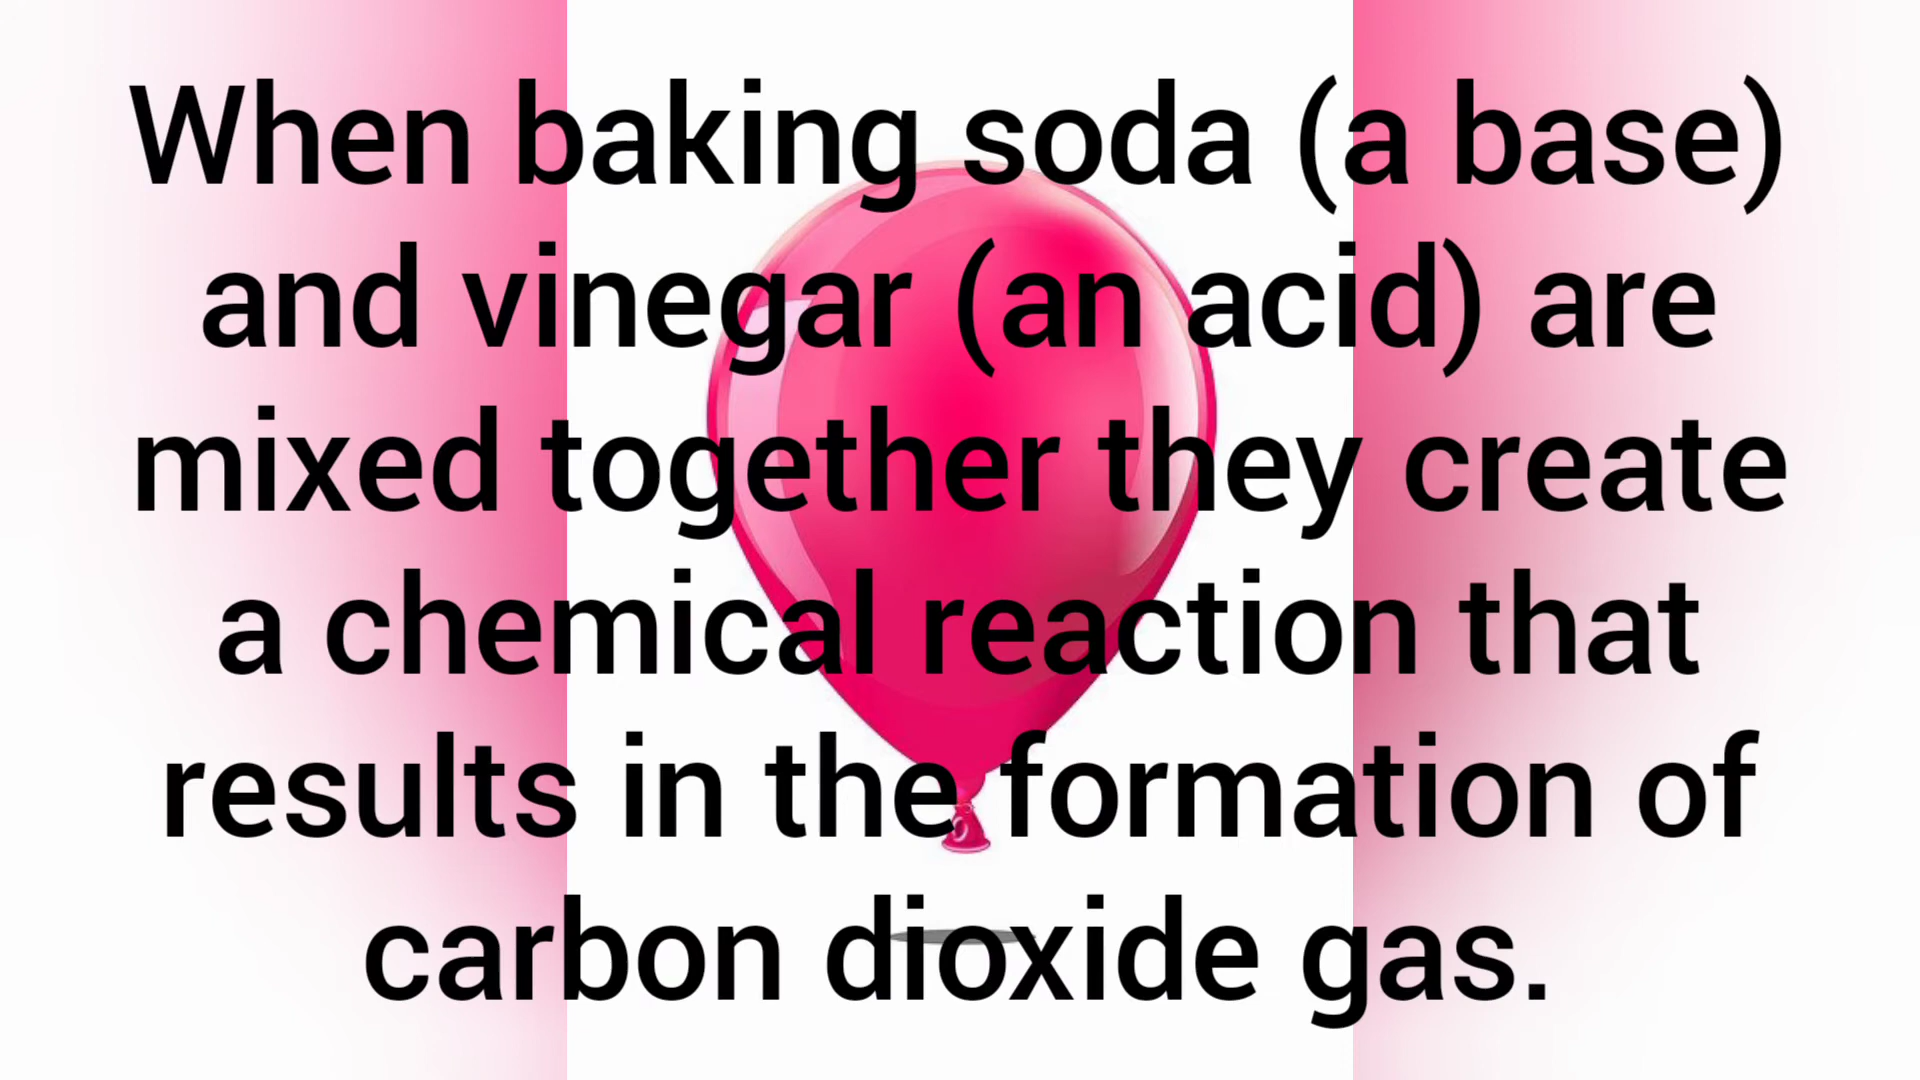 When baking soda (a base)
and vinegar (an acid) are
mixed together they create
a chemical reaction that
results in the formation of
carbon dioxide gas.